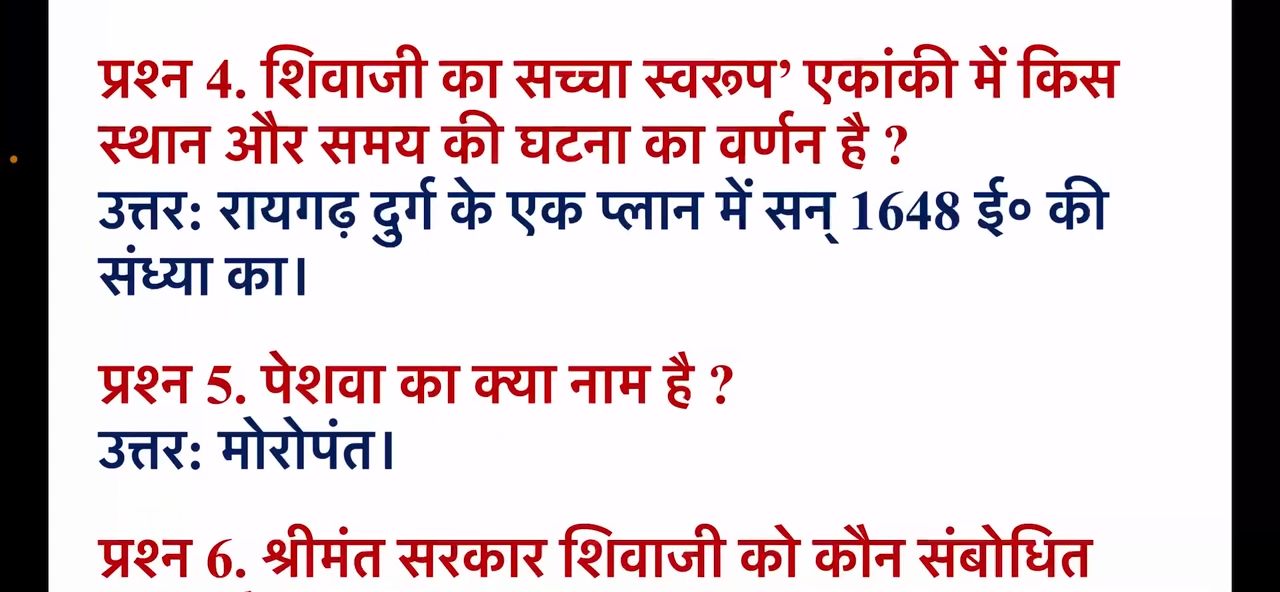 प्रश्न 4. शिवाजी का सच्चा स्वरूप’ एकांकी में किस
स्थान और समय की घटना का वर्णन है ?
उत्तर: रायगढ़ दुर्ग के एक प्लान में सन् 1648 ई० की
संध्या का।
प्रश्न 5. पेशवा का क्या नाम है ?
उत्तर: मोरोपंत।
प्रश्न 6. श्रीमंत सरकार शिवाजी को कौन संबोधित